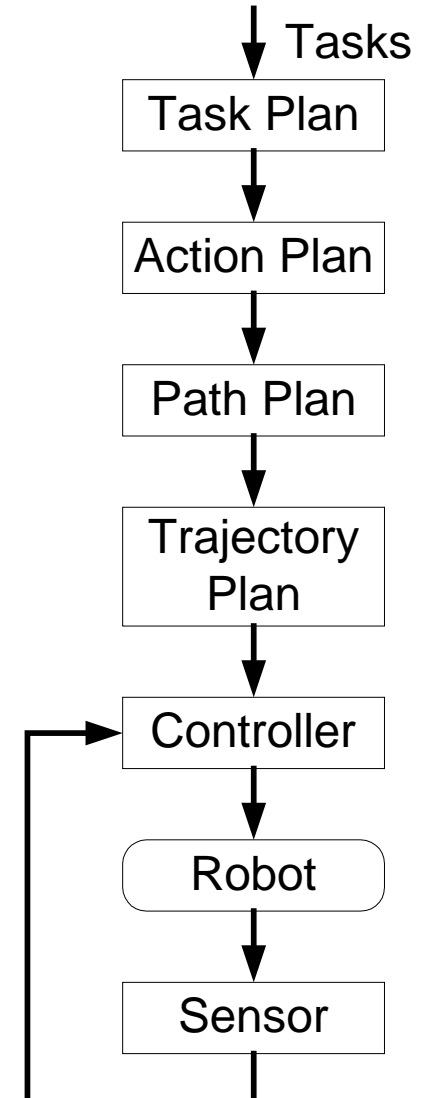 Tasks
Task Plan
Action Plan
Path Plan
Trajectory
Plan
Controller
Robot
Sensor